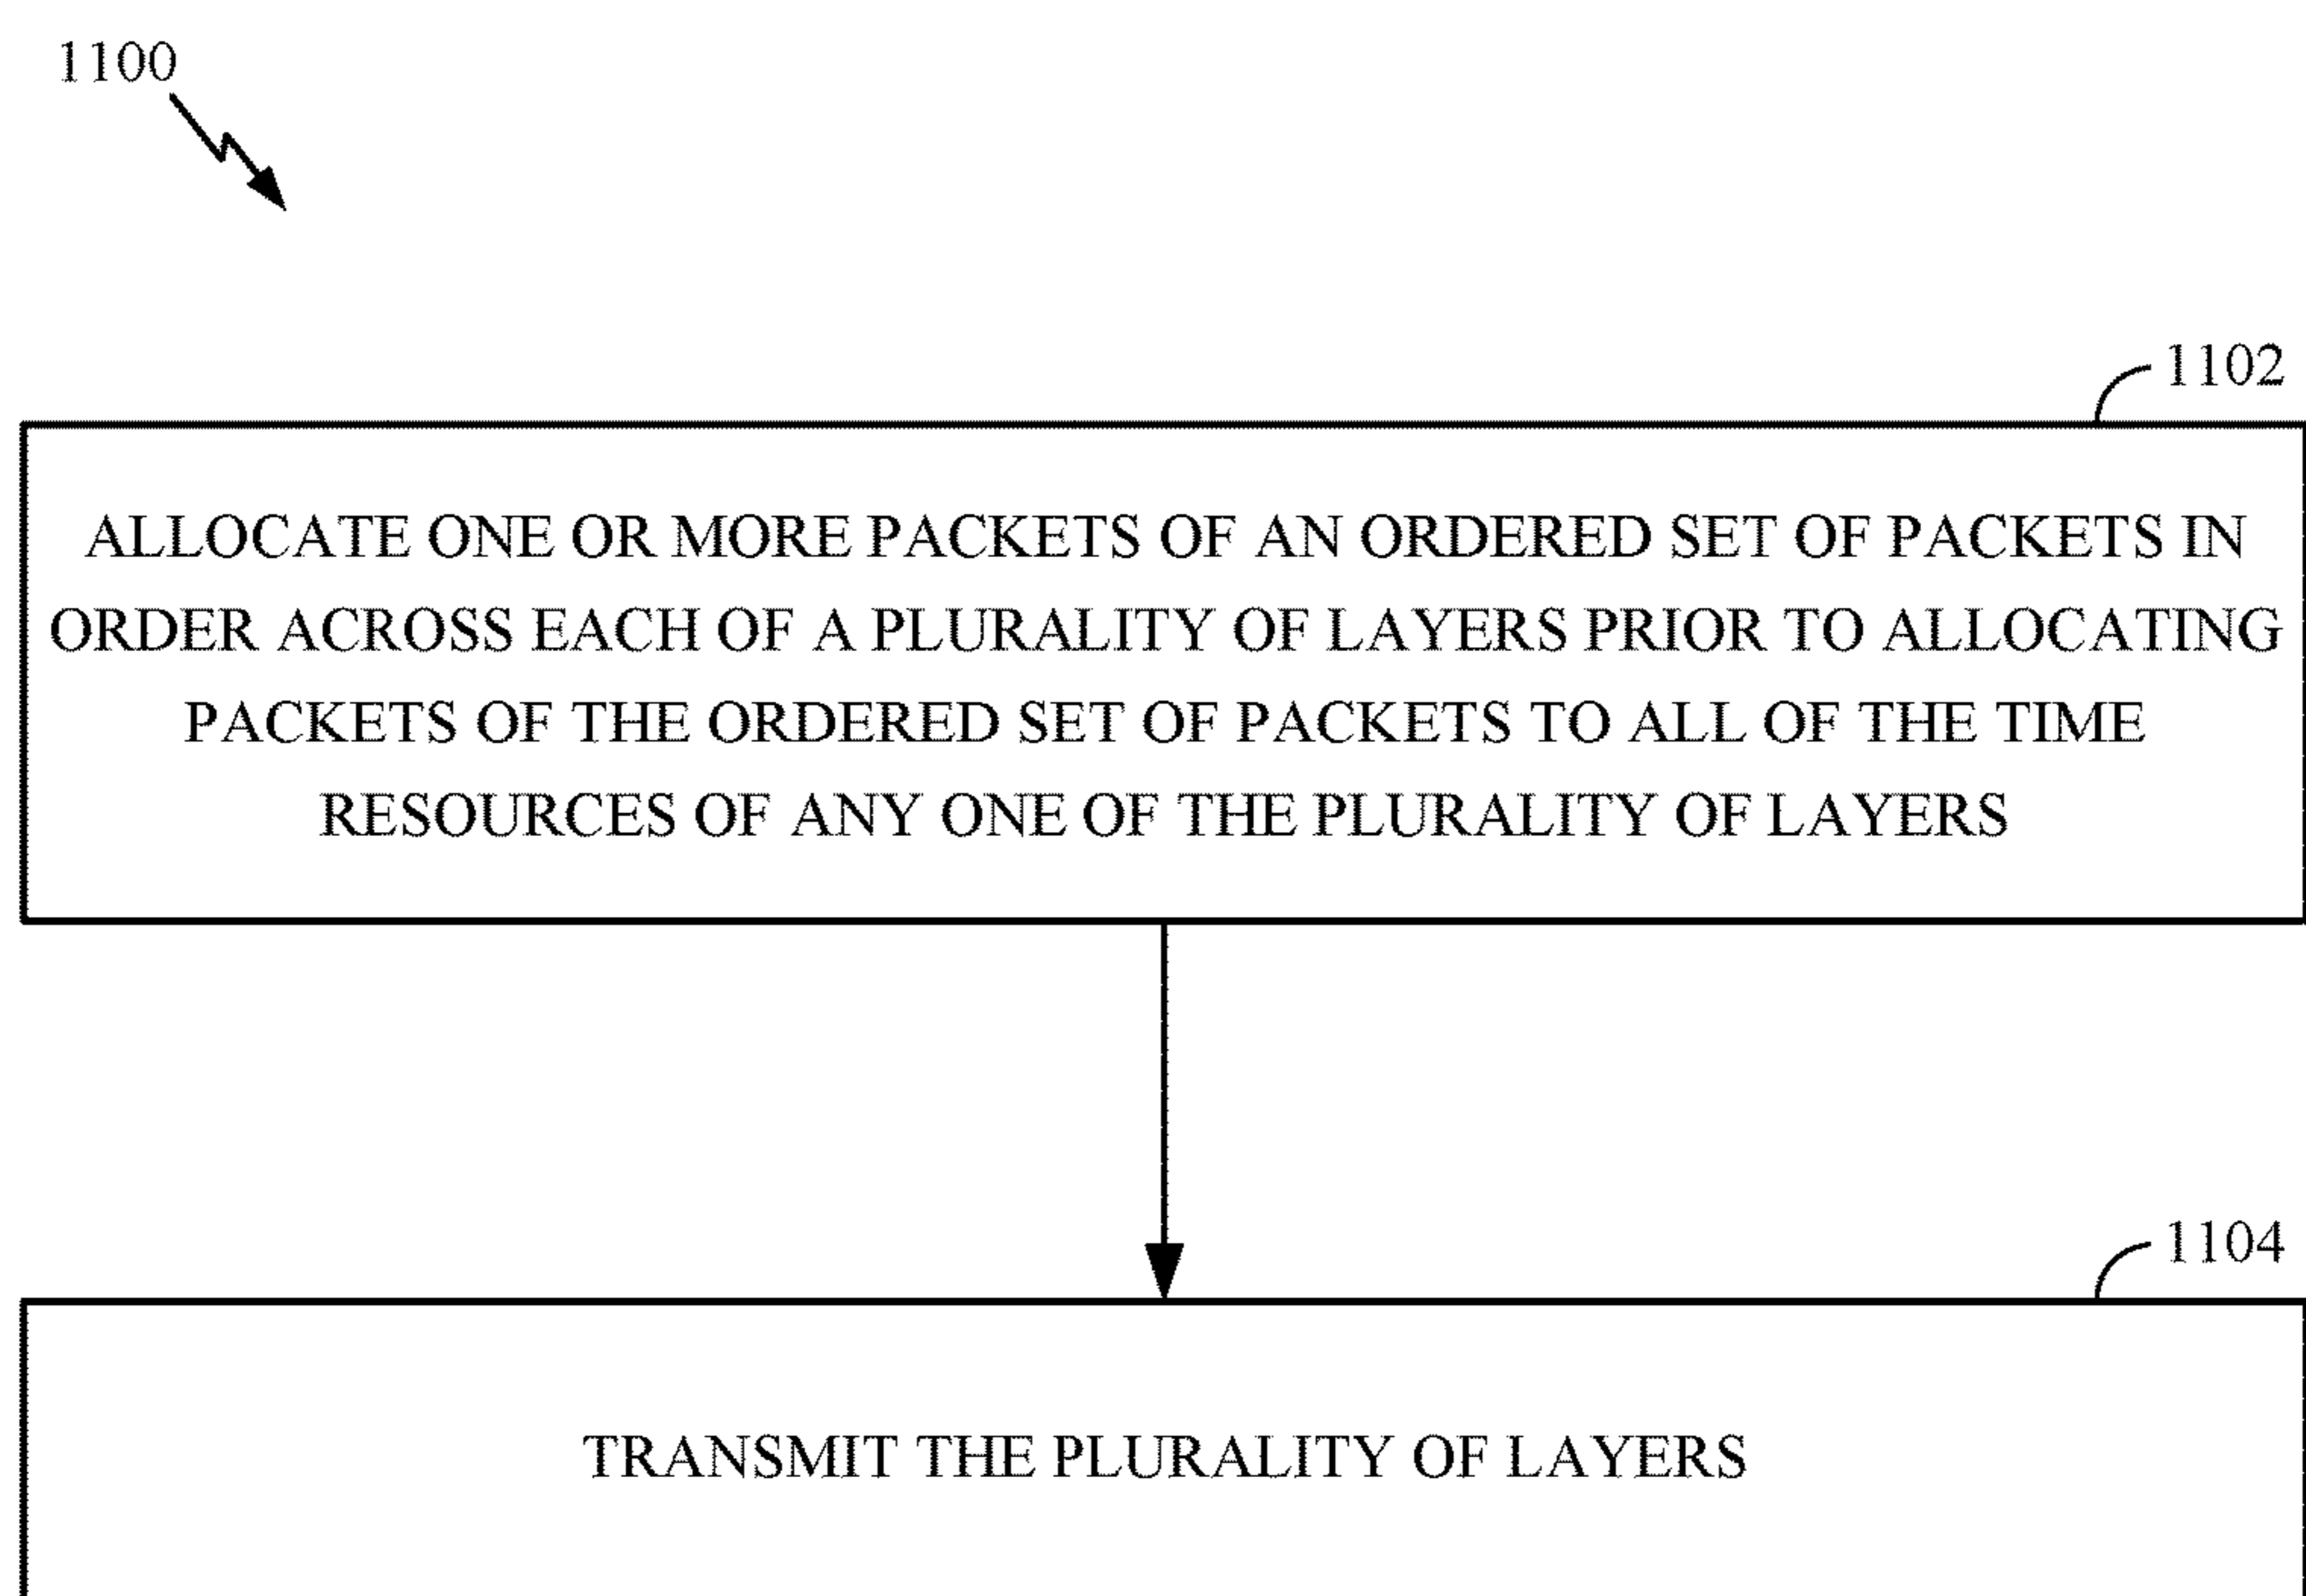 1100
1102
ALLOCATE ONE OR MORE PACKETS OF AN ORDERED SET OF PACKETS IN
ORDER ACROSS EACH OF A PLURALITY OF LAYERS PRIOR TO ALLOCATING
PACKETS OF THE ORDERED SET OF PACKETS TO ALL OF THE TIME
RESOURCES OF ANY ONE OF THE PLURALITY OF LAYERS
1104
TRANSMIT THE PLURALITY OF LAYERS